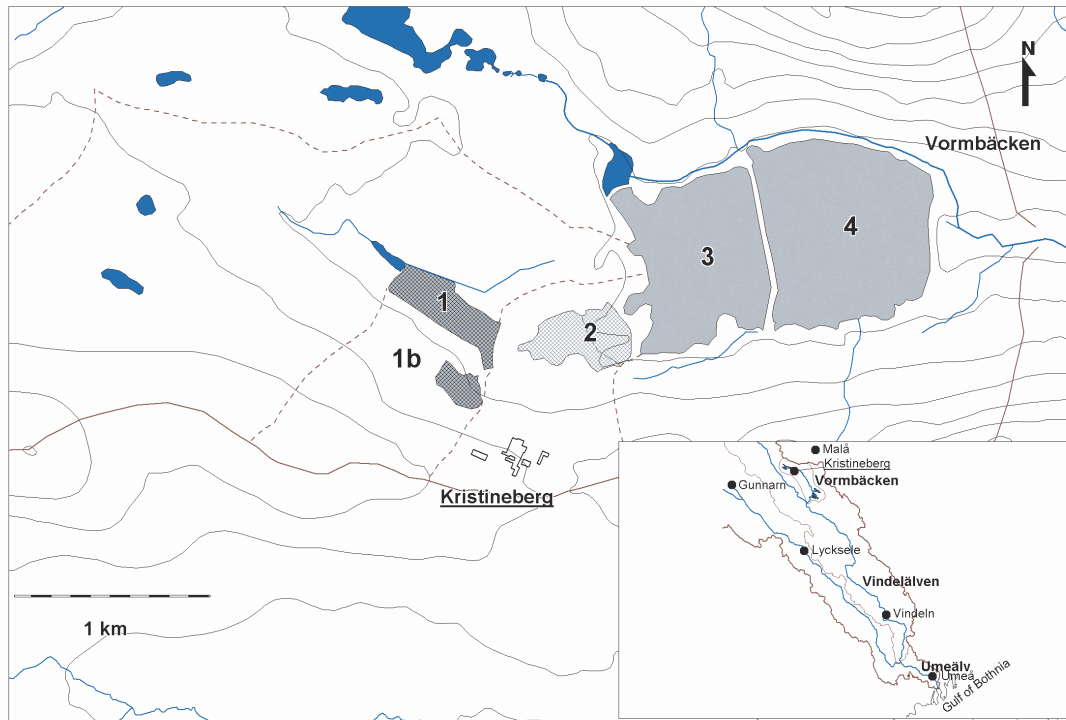 N
Vormbäcken
4
3
1
2
1b
Kristineberg
1 km
Malå
Kristineberg
Vormbäcken
Gunnarn
Lycksele
Vindelälven
Vindeln
Umeälv
Umeå
Gulf of Bothnia